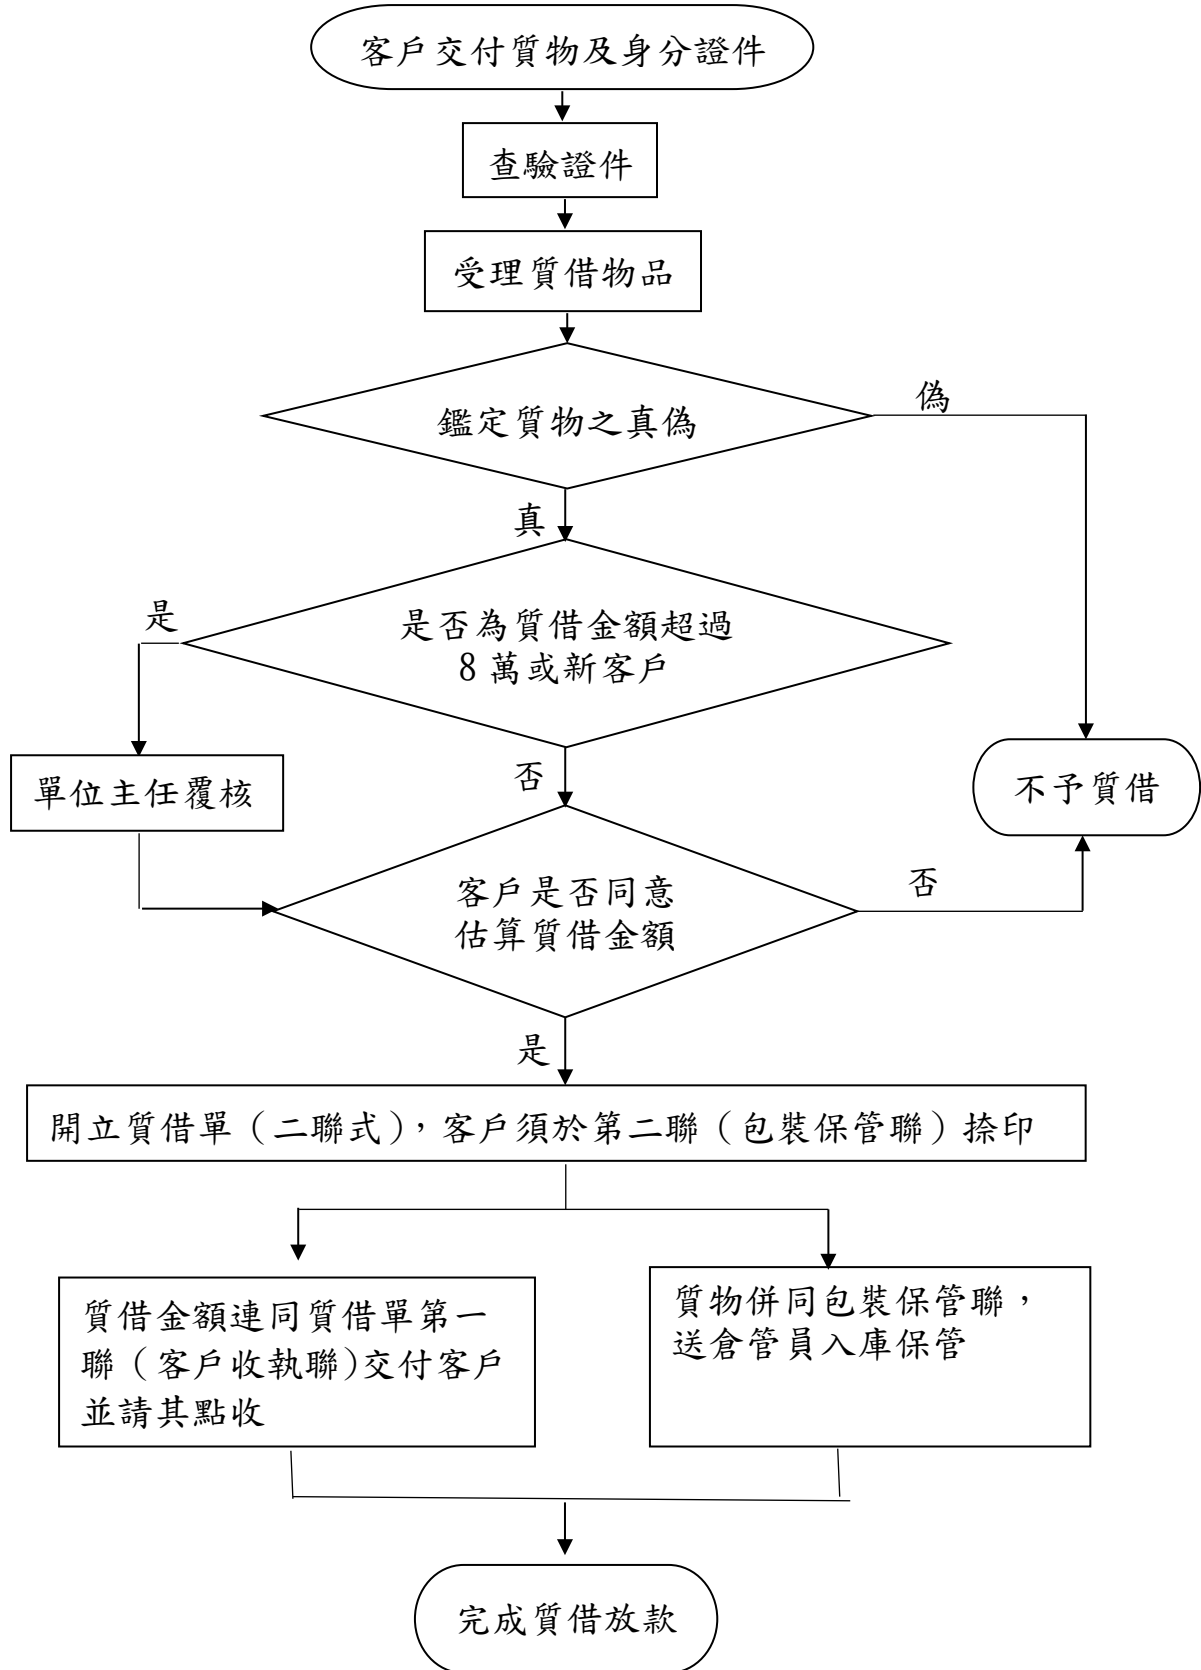 客戶交付質物及身分證件
查驗證件
受理質借物品
鑑定質物之真偽
偽
真
是否為質借金額超過
8 萬或新客戶
是
否
單位主任覆核
不予質借
客戶是否同意
估算質借金額
否
是
開立質借單（二聯式），客戶須於第二聯（包裝保管聯）捺印
質借金額連同質借單第一
聯（客戶收執聯)交付客戶
並請其點收
質物併同包裝保管聯，
送倉管員入庫保管
完成質借放款